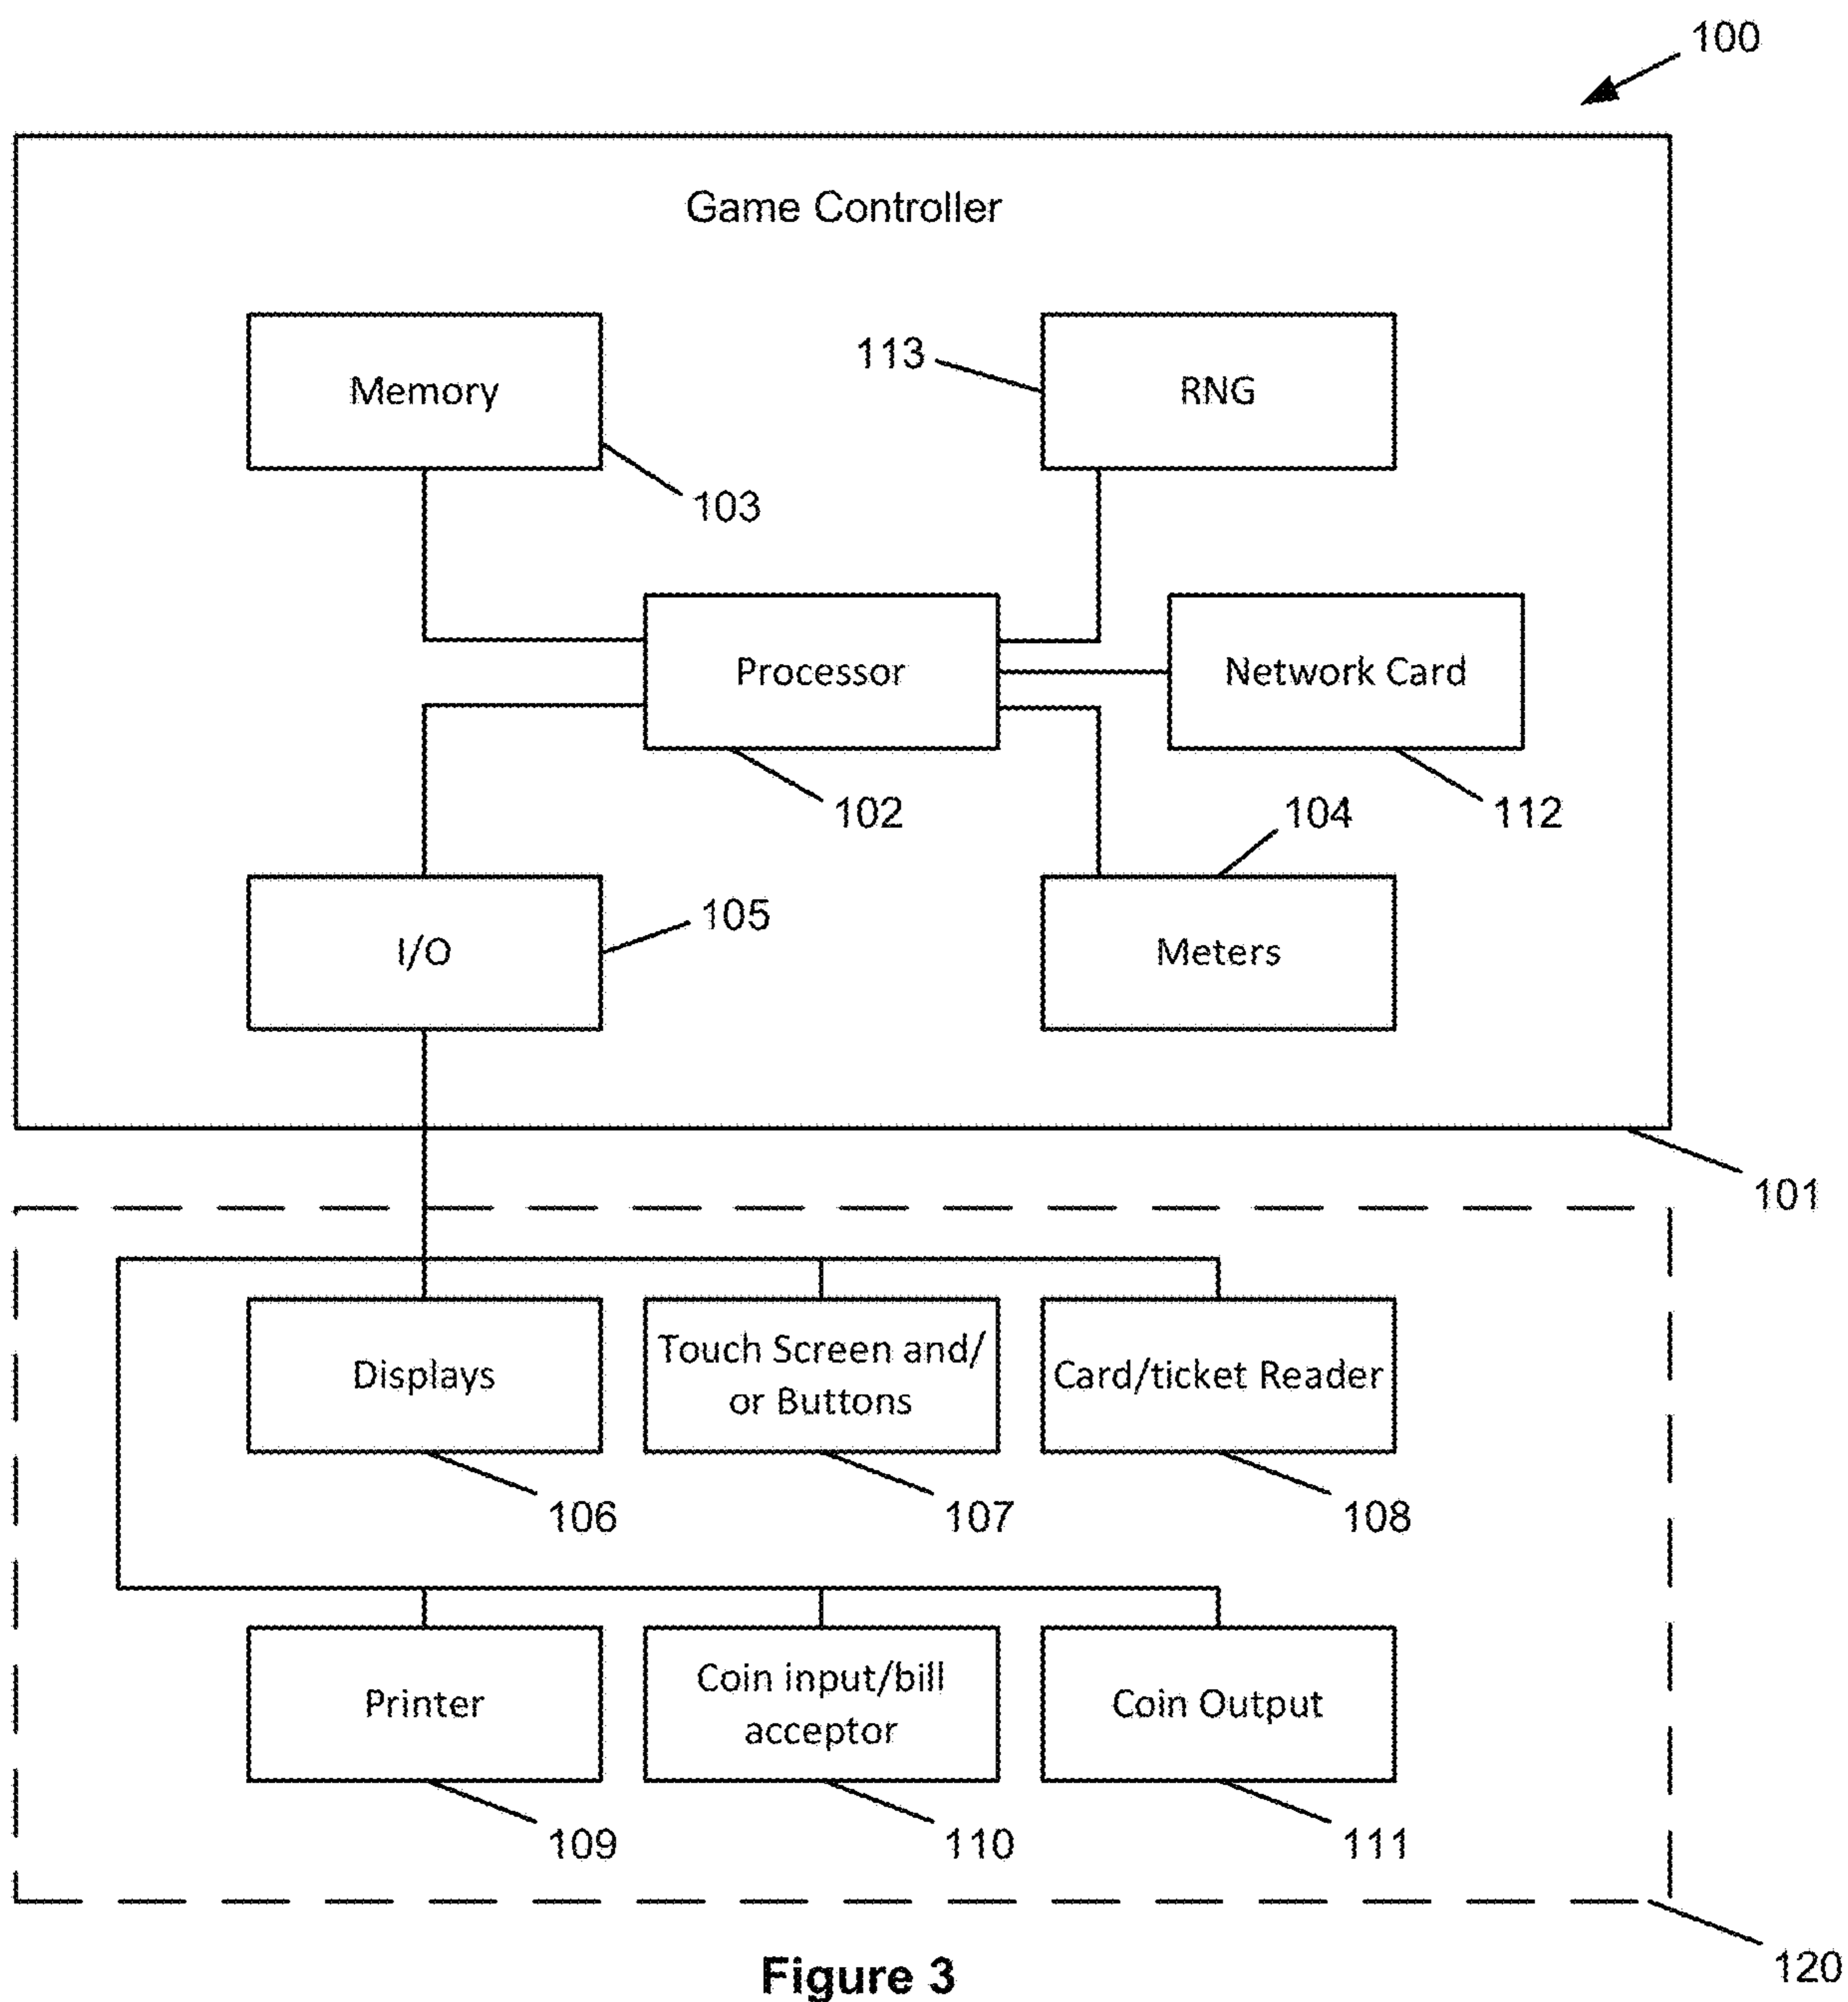 100
Game Controller
Memory
103
113
RNG
Processor
102
Network Card
112
104
I/O
105
Meters
101
Displays
106
Touch Screen and/
or Buttons
107
Card/ticket Reader
108
Printer
109
Coin input/bill
acceptor
110
Coin Output
111
120
Figure 3